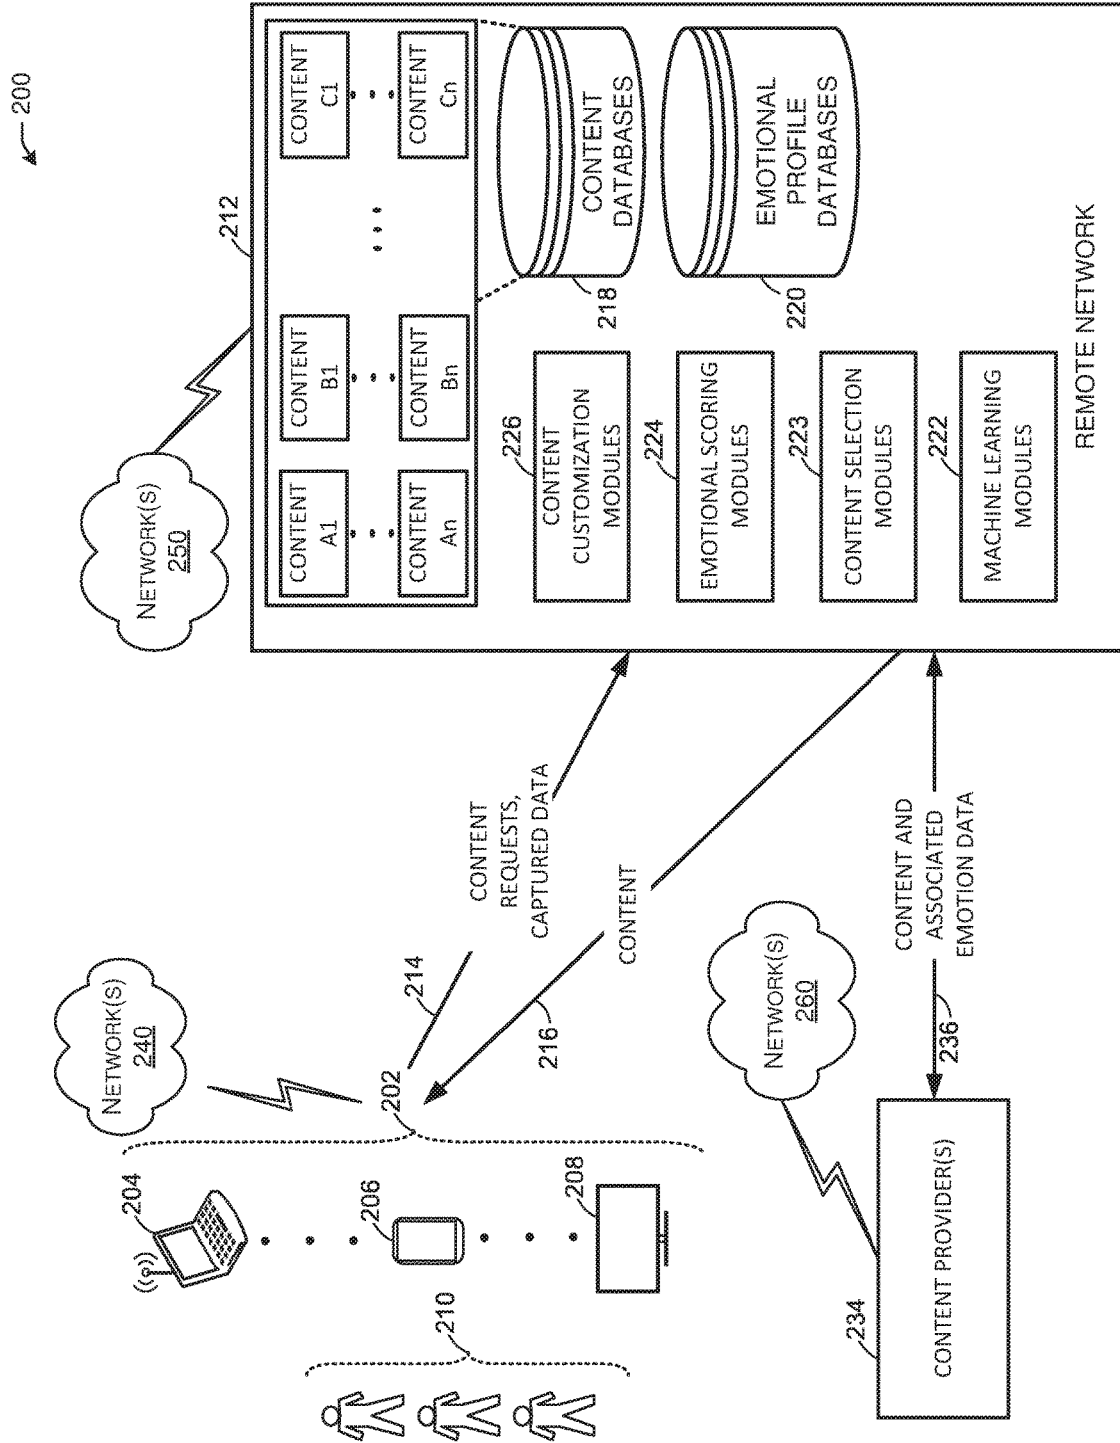 200
NETWORK(S)
240
NETWORK(S)
250
212
CONTENT
A1
CONTENT
B1
CONTENT
C1
CONTENT
An
CONTENT
Bn
CONTENT
Cn
204
206
208
202
210
214
CONTENT
REQUESTS,
CAPTURED DATA
216
CONTENT
226
CONTENT
CUSTOMIZATION
MODULES
218
CONTENT
DATABASES
224
EMOTIONAL SCORING
MODULES
220
EMOTIONAL
PROFILE
DATABASES
223
CONTENT SELECTION
MODULES
222
MACHINE LEARNING
MODULES
REMOTE NETWORK
NETWORK(S)
260
234
CONTENT PROVIDER(S)
236
CONTENT AND
ASSOCIATED
EMOTION DATA